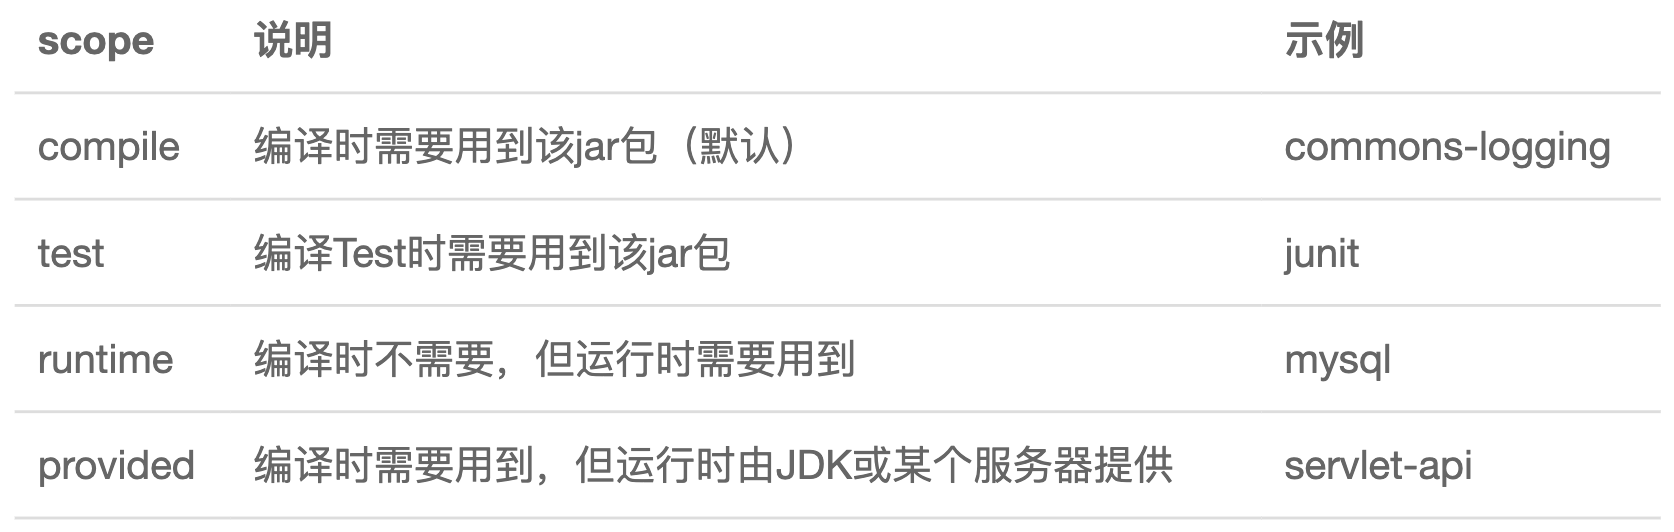 scope 说明 示例
compile 编译时需要用到该jar包（默认） commons-logging
test 编译Test时需要用到该jar包 junit
runtime 编译时不需要，但运行时需要用到 mysql
provided 编译时需要用到，但运行时由JDK或某个服务器提供 servlet-api